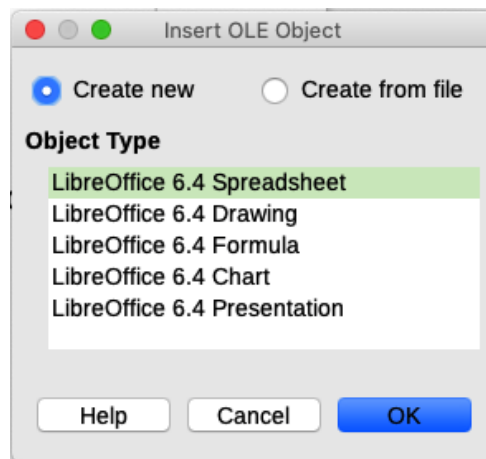 Insert OLE Object
Create new Create from file
Object Type
LibreOffice 6.4 Spreadsheet
LibreOffice 6.4 Drawing
LibreOffice 6.4 Formula
LibreOffice 6.4 Chart
LibreOffice 6.4 Presentation
Help Cancel OK